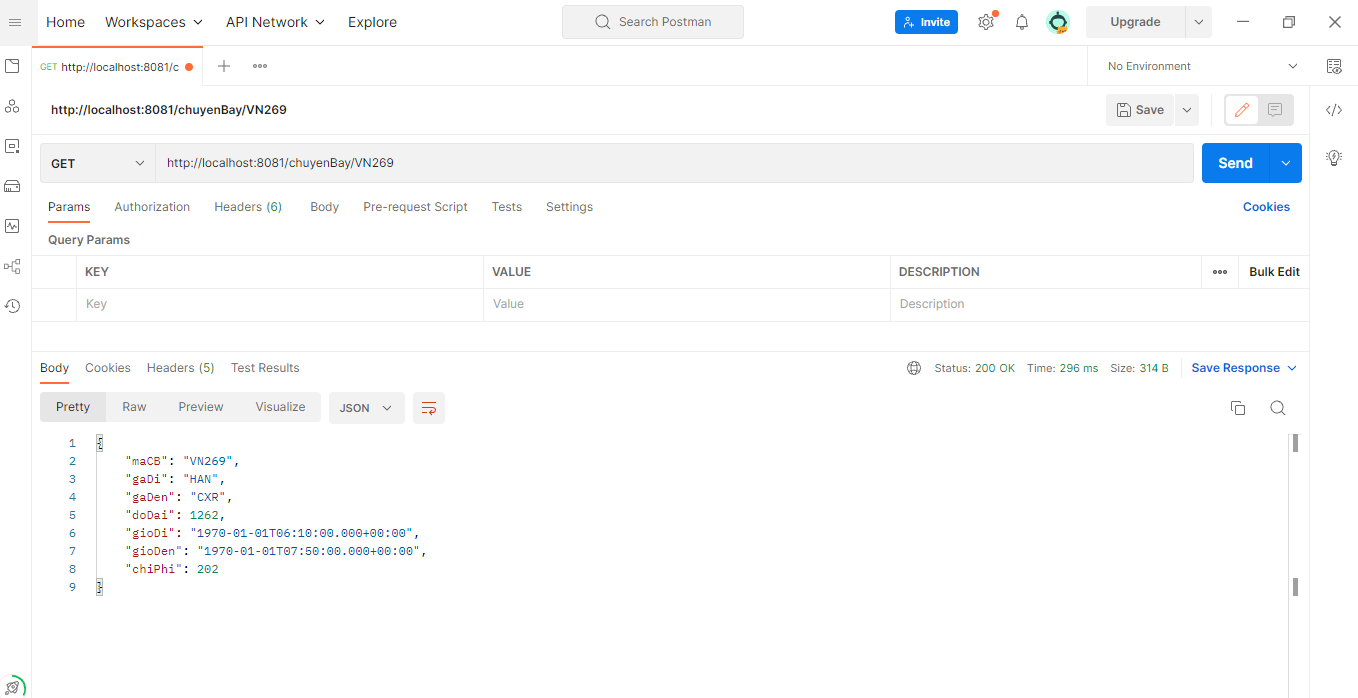 Home Workspaces API Network Explore Search Postman Invite Upgrade
GET http://localhost:8081/c No Environment
http://localhost:8081/chuyenBay/VN269 Save
GET http://localhost:8081/chuyenBay/VN269 Send
Params Authorization Headers (6) Body Pre-request Script Tests Settings Cookies
Query Params
KEY VALUE DESCRIPTION Bulk Edit
Key Value Description
Body Cookies Headers (5) Test Results Status: 200 OK Time: 296 ms Size: 314 B Save Response
Pretty Raw Preview Visualize JSON
1 {
2 "maCB": "VN269",
3 "gaDi": "HAN",
4 "gaDen": "CXR",
5 "doDai": 1262,
6 "gioDi": "1970-01-01T06:10:00.000+00:00",
7 "gioDen": "1970-01-01T07:50:00.000+00:00",
8 "chiPhi": 202
9 }